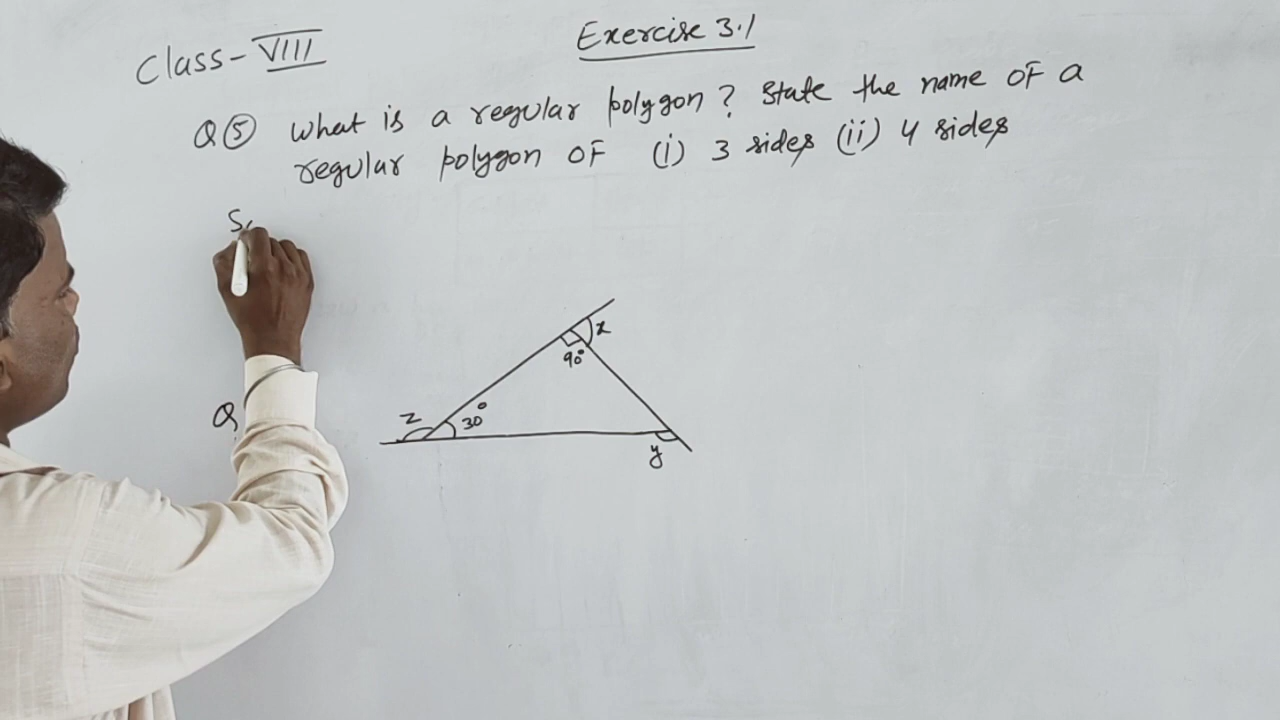 Class-VIII
Exercise 3.1
Q⑤ What is a regular polygon? State the name of a
regular polygon of (i) 3 sides (ii) 4 sides
S
x
90°
Q
z
30°
y